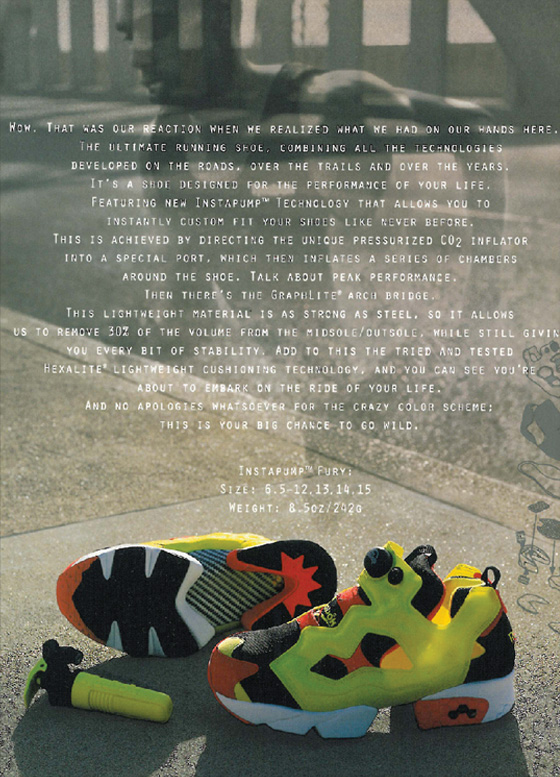 Wow. That was our reaction when we realized what we had on our hands here.
The ultimate running shoe, combining all the technologies
developed on the roads, over the trails and over the years.
It's a shoe designed for the performance of your life.
Featuring new Instapump™ Technology that allows you to
instantly custom fit your shoes like never before.
This is achieved by directing the unique pressurized CO2 inflator
into a special port, which then inflates a series of chambers
around the shoe. Talk about peak performance.
Then there's the GraphLite® arch bridge.
This lightweight material is as strong as steel, so it allows
us to remove 30% of the volume from the midsole/outsole, while still givin
you every bit of stability. Add to this the tried and tested
Hexalite® lightweight cushioning technology, and you can see you're
about to embark on the ride of your life.
And no apologies whatsoever for the crazy color scheme;
this is your big chance to go wild.
Instapump™ Fury:
Size: 6.5-12,13,14,15
Weight: 8.5oz/242g